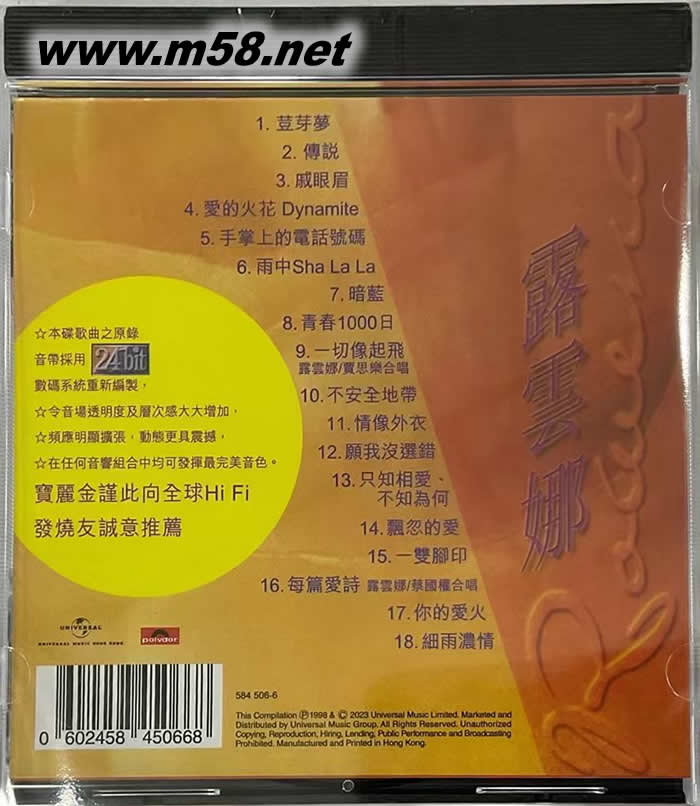 www.m58.net
1. 荳芽夢
2. 傳説
3. 戚眼眉
4. 愛的火花 Dynamite
5. 手掌上的電話號碼
6. 雨中Sha La La
7. 暗藍
8. 青春1000日
9. 一切像起飛
露雲娜/賈思樂合唱
10. 不安全地帶
11. 情像外衣
12. 願我沒選錯
13. 只知相愛、
不知為何
14. 飄忽的愛
15. 一雙腳印
16. 每篇愛詩 露雲娜/蔡國權合唱
17. 你的愛火
18. 細雨濃情
露雲娜
Rowena
☆本碟歌曲之原錄
音帶採用 24bit
數碼系統重新編製，
☆令音場透明度及層次感大大增加，
☆頻應明顯擴張，動態更具震撼，
☆在任何音響組合中均可發揮最完美音色。
寶麗金謹此向全球Hi Fi
發燒友誠意推薦
UNIVERSAL
UNIVERSAL MUSIC HONG KONG
polydor
0 602458 450668
584 506-6
This Compilation Ⓟ 1998 & © 2023 Universal Music Limited. Marketed and
Distributed by Universal Music Group. All Rights Reserved. Unauthorized
Copying, Reproduction, Hiring, Lending, Public Performance and Broadcasting
Prohibited. Manufactured and Printed in Hong Kong.